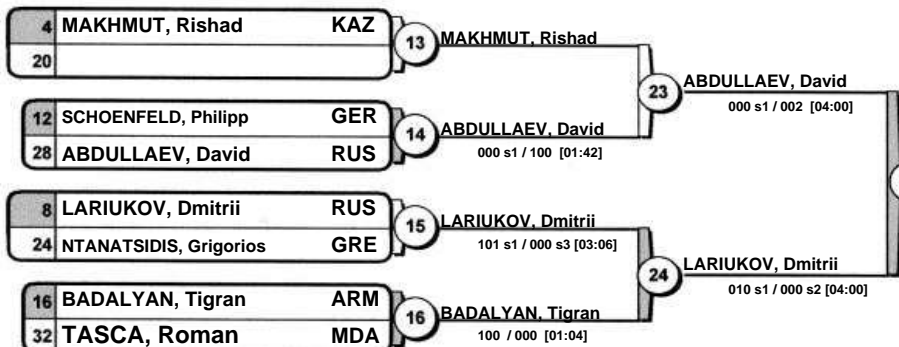 4 MAKHMUT, Rishad KAZ
20
13 MAKHMUT, Rishad
12 SCHOENFELD, Philipp GER
28 ABDULLAEV, David RUS
14 ABDULLAEV, David
000 s1 / 100 [01:42]
23 ABDULLAEV, David
000 s1 / 002 [04:00]
8 LARIUKOV, Dmitrii RUS
24 NTANATSIDIS, Grigorios GRE
15 LARIUKOV, Dmitrii
101 s1 / 000 s3 [03:06]
16 BADALYAN, Tigran ARM
32 TASCA, Roman MDA
16 BADALYAN, Tigran
100 / 000 [01:04]
24 LARIUKOV, Dmitrii
010 s1 / 000 s2 [04:00]